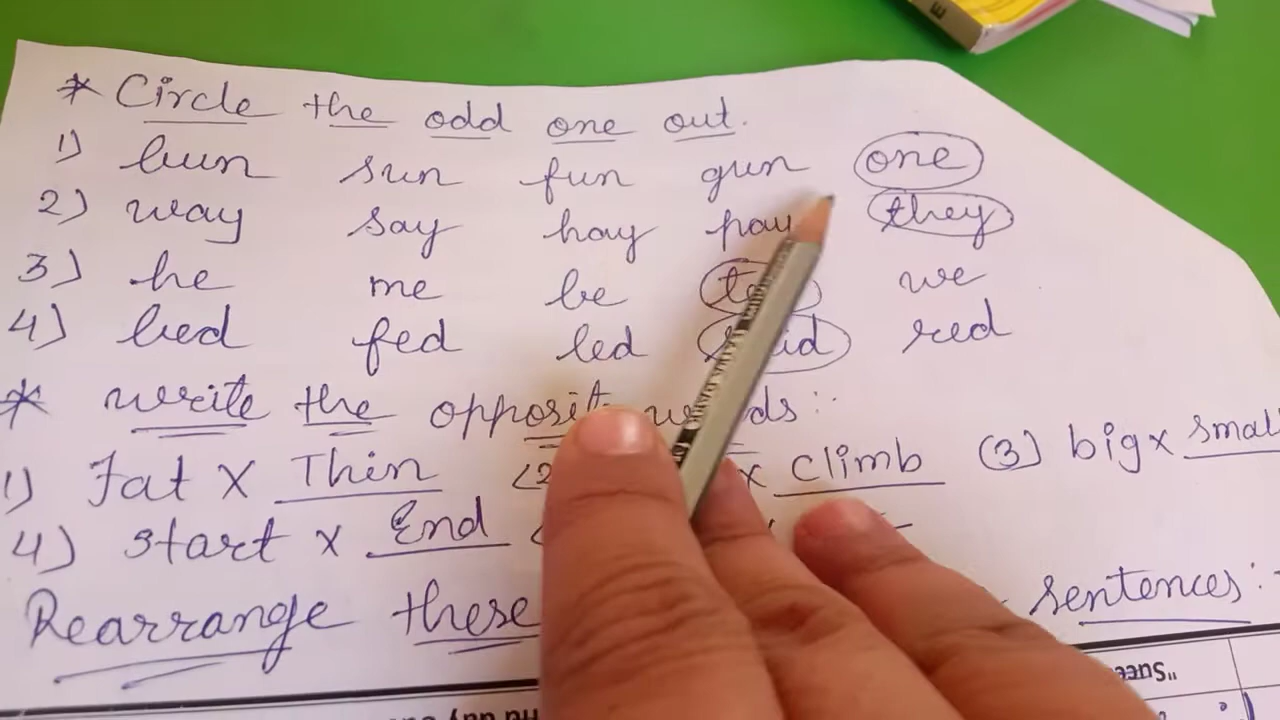 * Circle the odd one out.
1) bun sun fun gun one
2) way say hay pay they
3) he me be we
4) bed fed led red
* write the opposite words :
1) Fat X Thin (2 x Climb (3) big x small
4) start x End
Rearrange these sentences :-